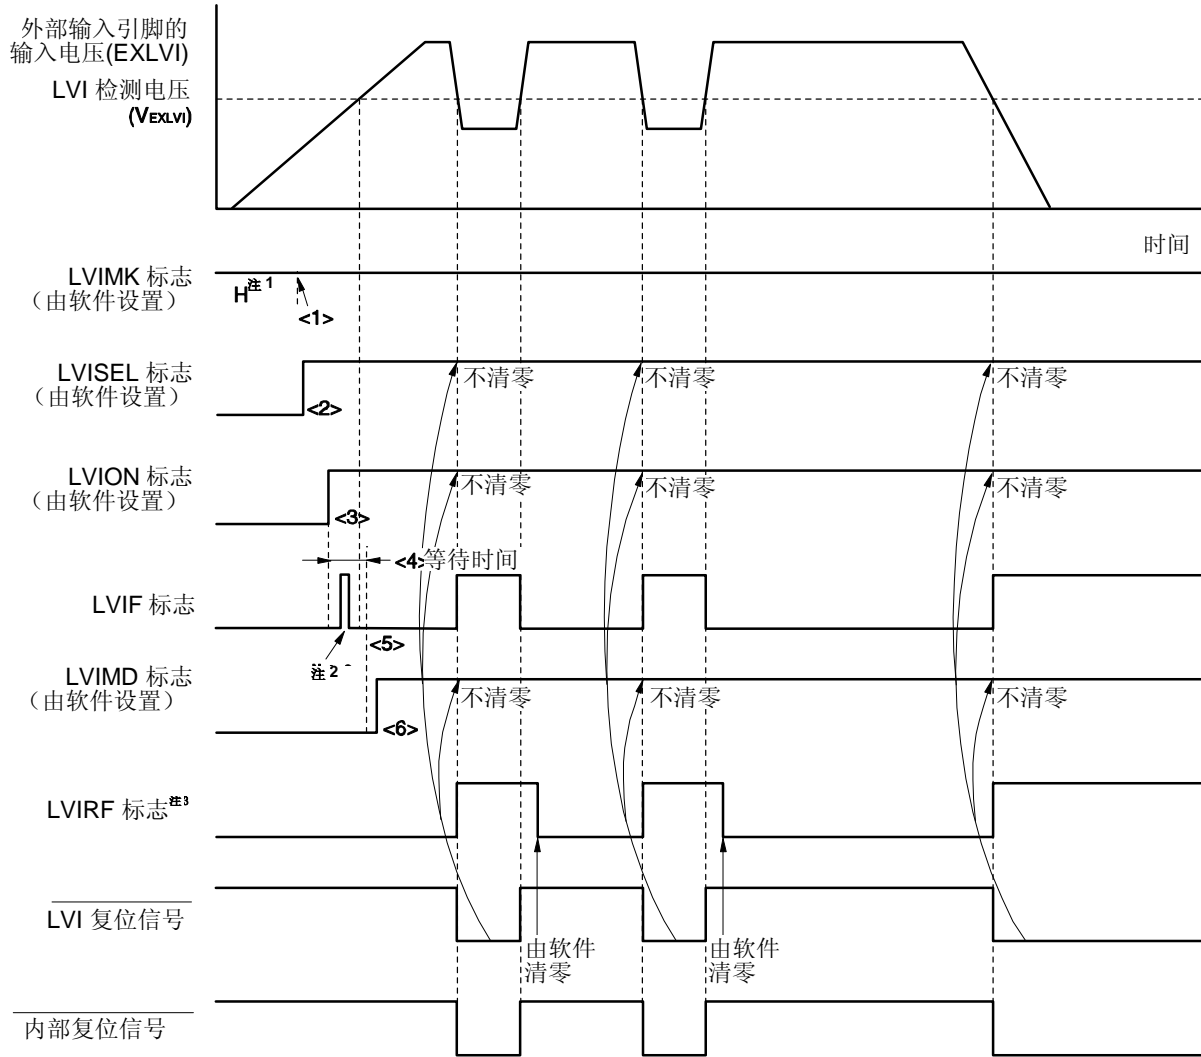 外部输入引脚的
输入电压(EXLVI)
LVI 检测电压
(VEXLVI)
时间
LVIMK 标志
（由软件设置）
H注 1
<1>
LVISEL 标志
（由软件设置）
<2>
不清零
不清零
不清零
LVION 标志
（由软件设置）
<3>
不清零
不清零
不清零
<4>等待时间
LVIF 标志
<5>
注 2
LVIMD 标志
（由软件设置）
<6>
不清零
不清零
不清零
LVIRF 标志注3
LVI 复位信号
由软件
清零
由软件
清零
内部复位信号